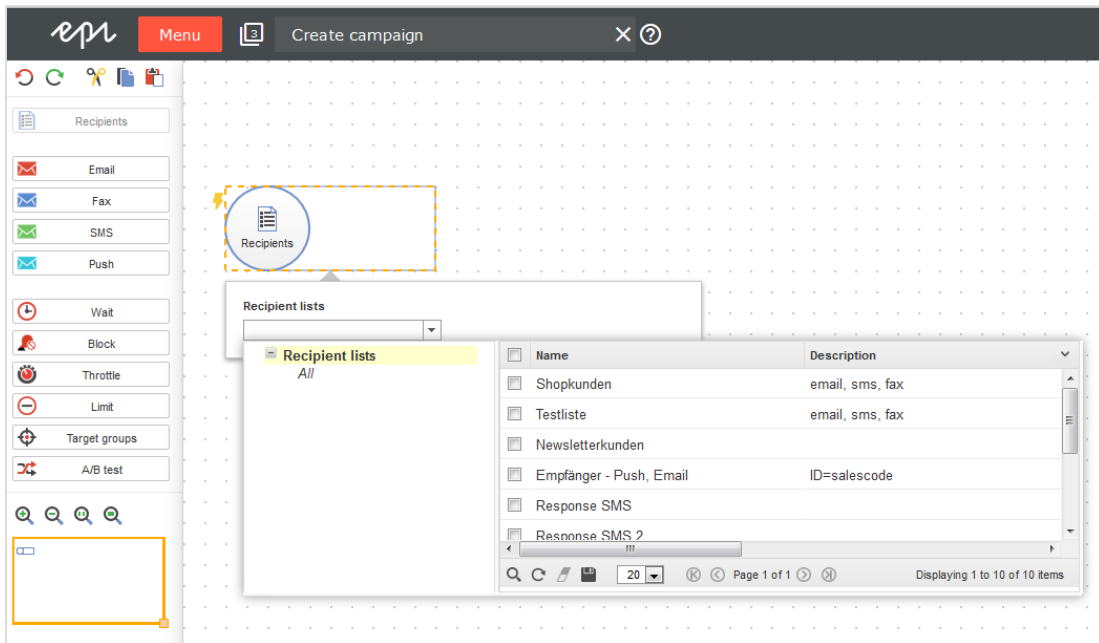 epi Menu 3 Create campaign
Recipients
Email
Fax
SMS
Push
Wait
Block
Throttle
Limit
Target groups
A/B test
Recipients
Recipient lists
Recipient lists
All
Name Description
Shopkunden email, sms, fax
Testliste email, sms, fax
Newsletterkunden
Empfänger - Push, Email ID=salescode
Response SMS
Response SMS 2
20 Page 1 of 1 Displaying 1 to 10 of 10 items